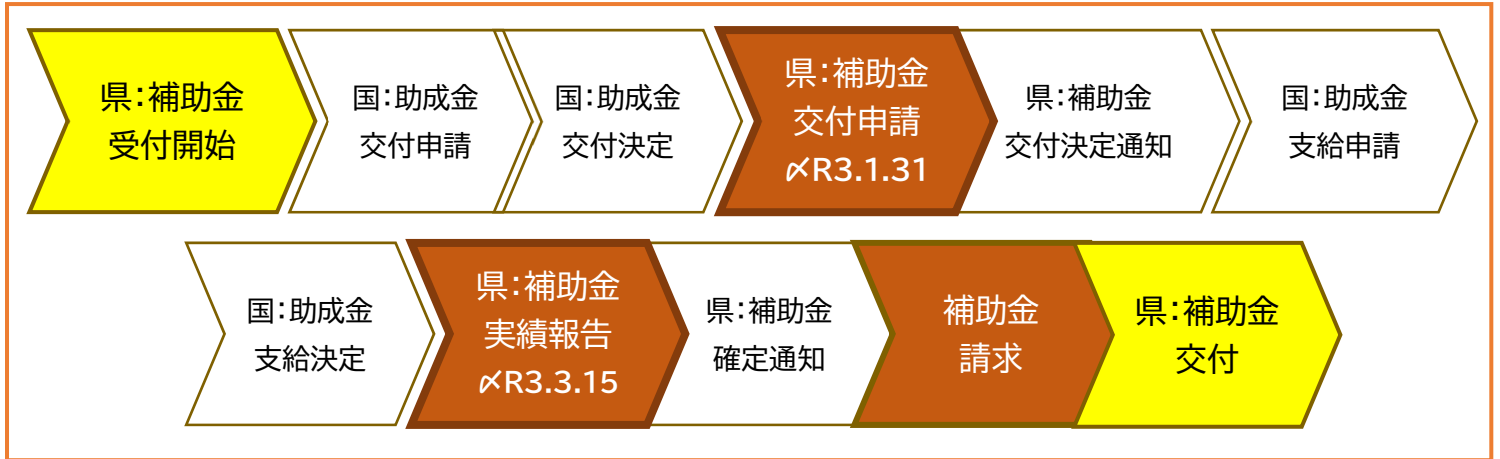 県：補助金
受付開始
国：助成金
交付申請
国：助成金
交付決定
県：補助金
交付申請
〆R3.1.31
県：補助金
交付決定通知
国：助成金
支給申請
国：助成金
支給決定
県：補助金
実績報告
〆R3.3.15
県：補助金
確定通知
補助金
請求
県：補助金
交付